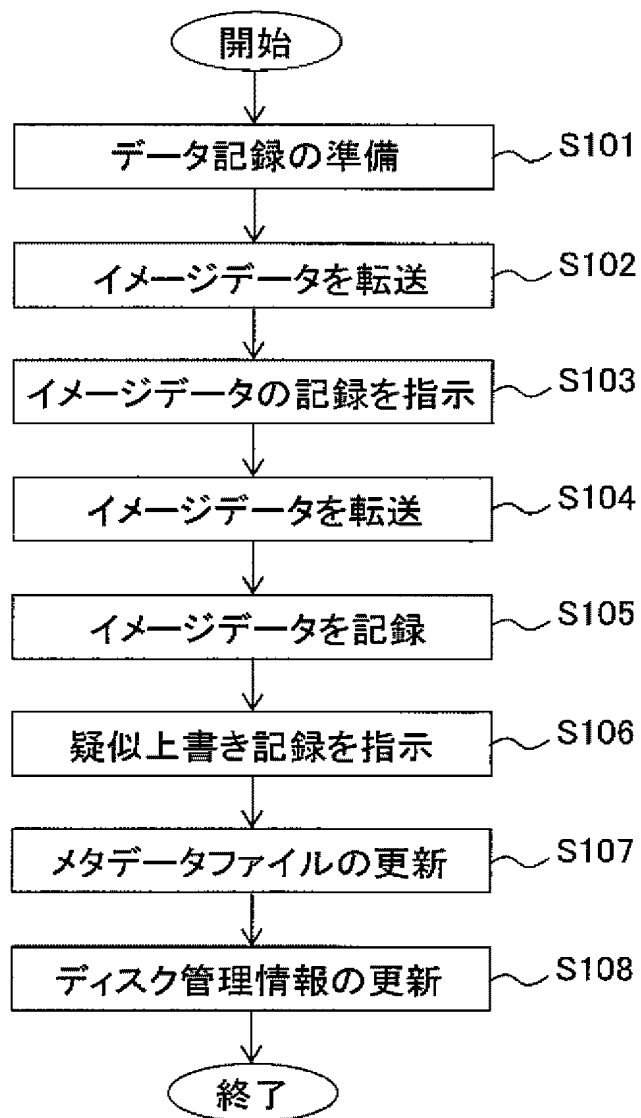 開始
データ記録の準備 S101
イメージデータを転送 S102
イメージデータの記録を指示 S103
イメージデータを転送 S104
イメージデータを記録 S105
疑似上書き記録を指示 S106
メタデータファイルの更新 S107
ディスク管理情報の更新 S108
終了